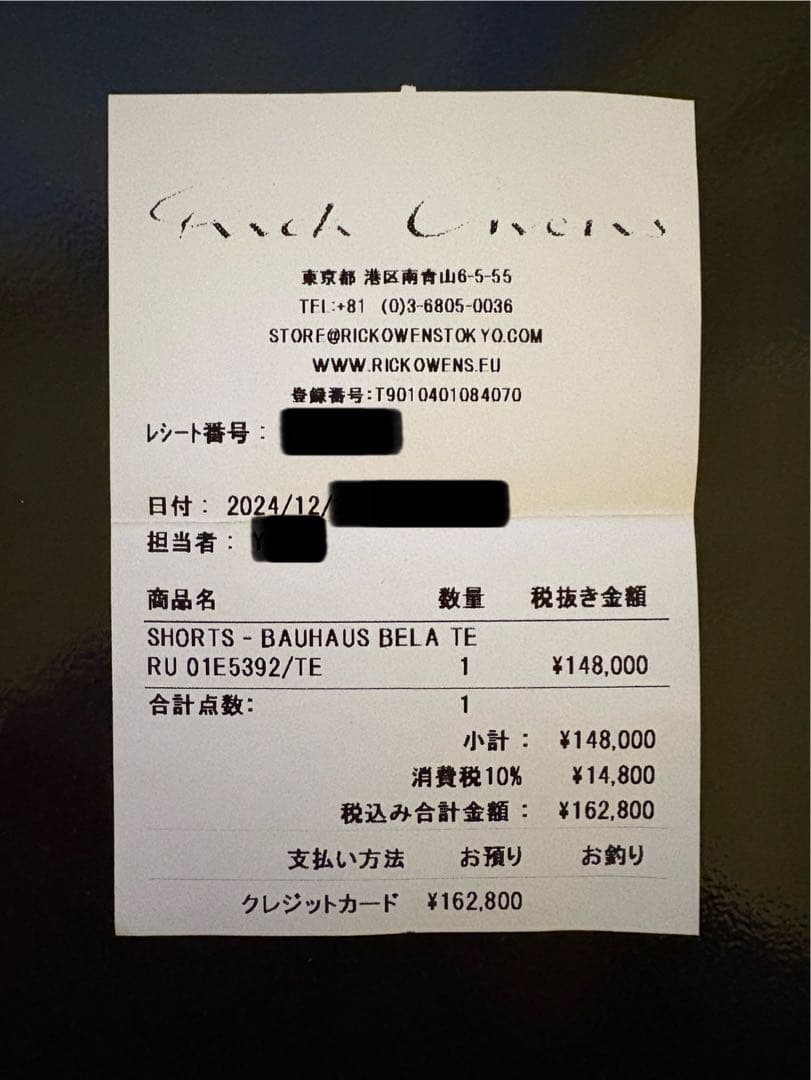 Rick Owens
東京都 港区南青山6-5-55
TEL:+81 (0)3-6805-0036
STORE@RICKOWENSTOKYO.COM
WWW.RICKOWENS.EU
登録番号:T9010401084070
レシート番号:
日付: 2024/12/
担当者: Y
商品名 数量 税抜き金額
SHORTS - BAUHAUS BELA TE
RU 01E5392/TE 1 ¥148,000
合計点数: 1
小計: ¥148,000
消費税10% ¥14,800
税込み合計金額: ¥162,800
支払い方法 お預り お釣り
クレジットカード ¥162,800